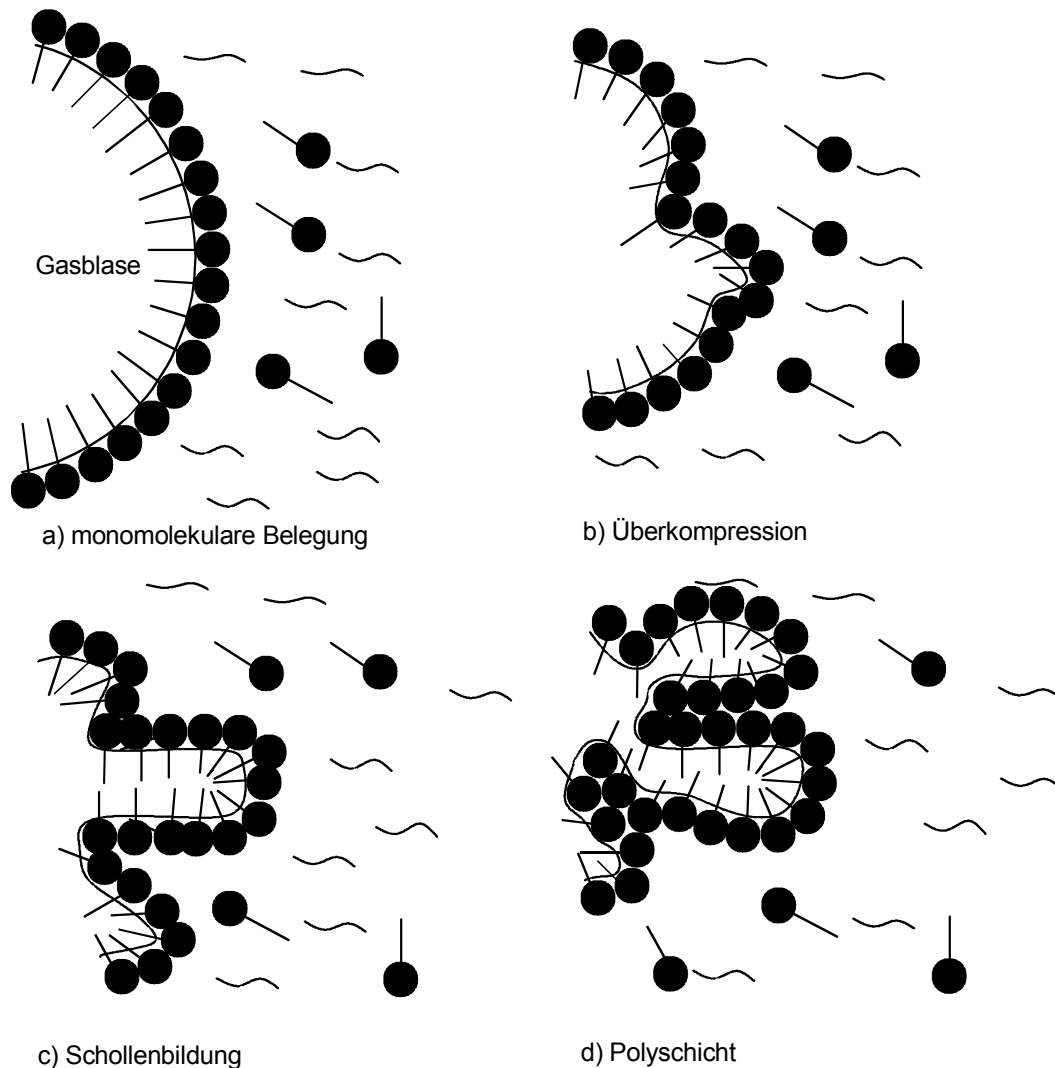 Gasblase
a) monomolekulare Belegung
b) Überkompression
c) Schollenbildung
d) Polyschicht